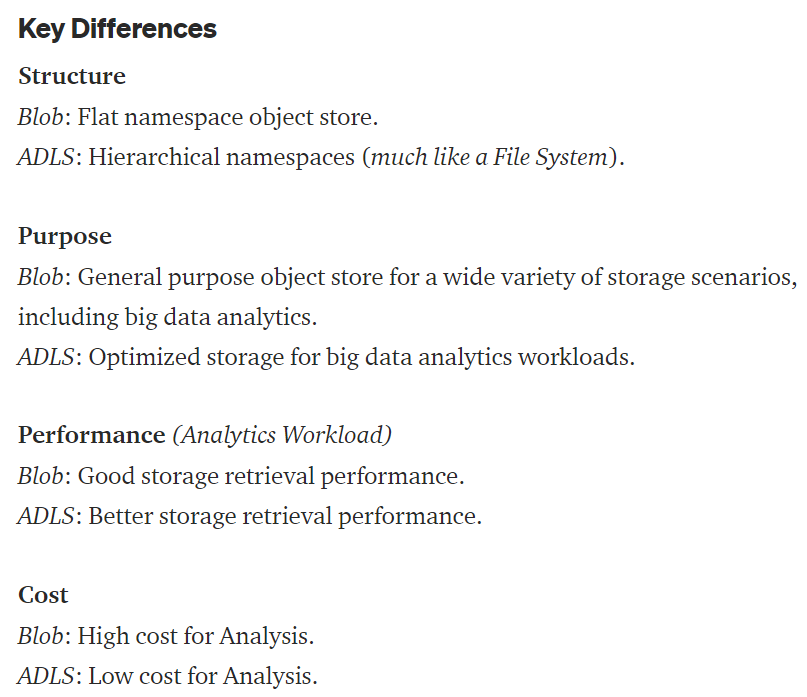 Key Differences
Structure
Blob: Flat namespace object store.
ADLS: Hierarchical namespaces (much like a File System).
Purpose
Blob: General purpose object store for a wide variety of storage scenarios,
including big data analytics.
ADLS: Optimized storage for big data analytics workloads.
Performance (Analytics Workload)
Blob: Good storage retrieval performance.
ADLS: Better storage retrieval performance.
Cost
Blob: High cost for Analysis.
ADLS: Low cost for Analysis.